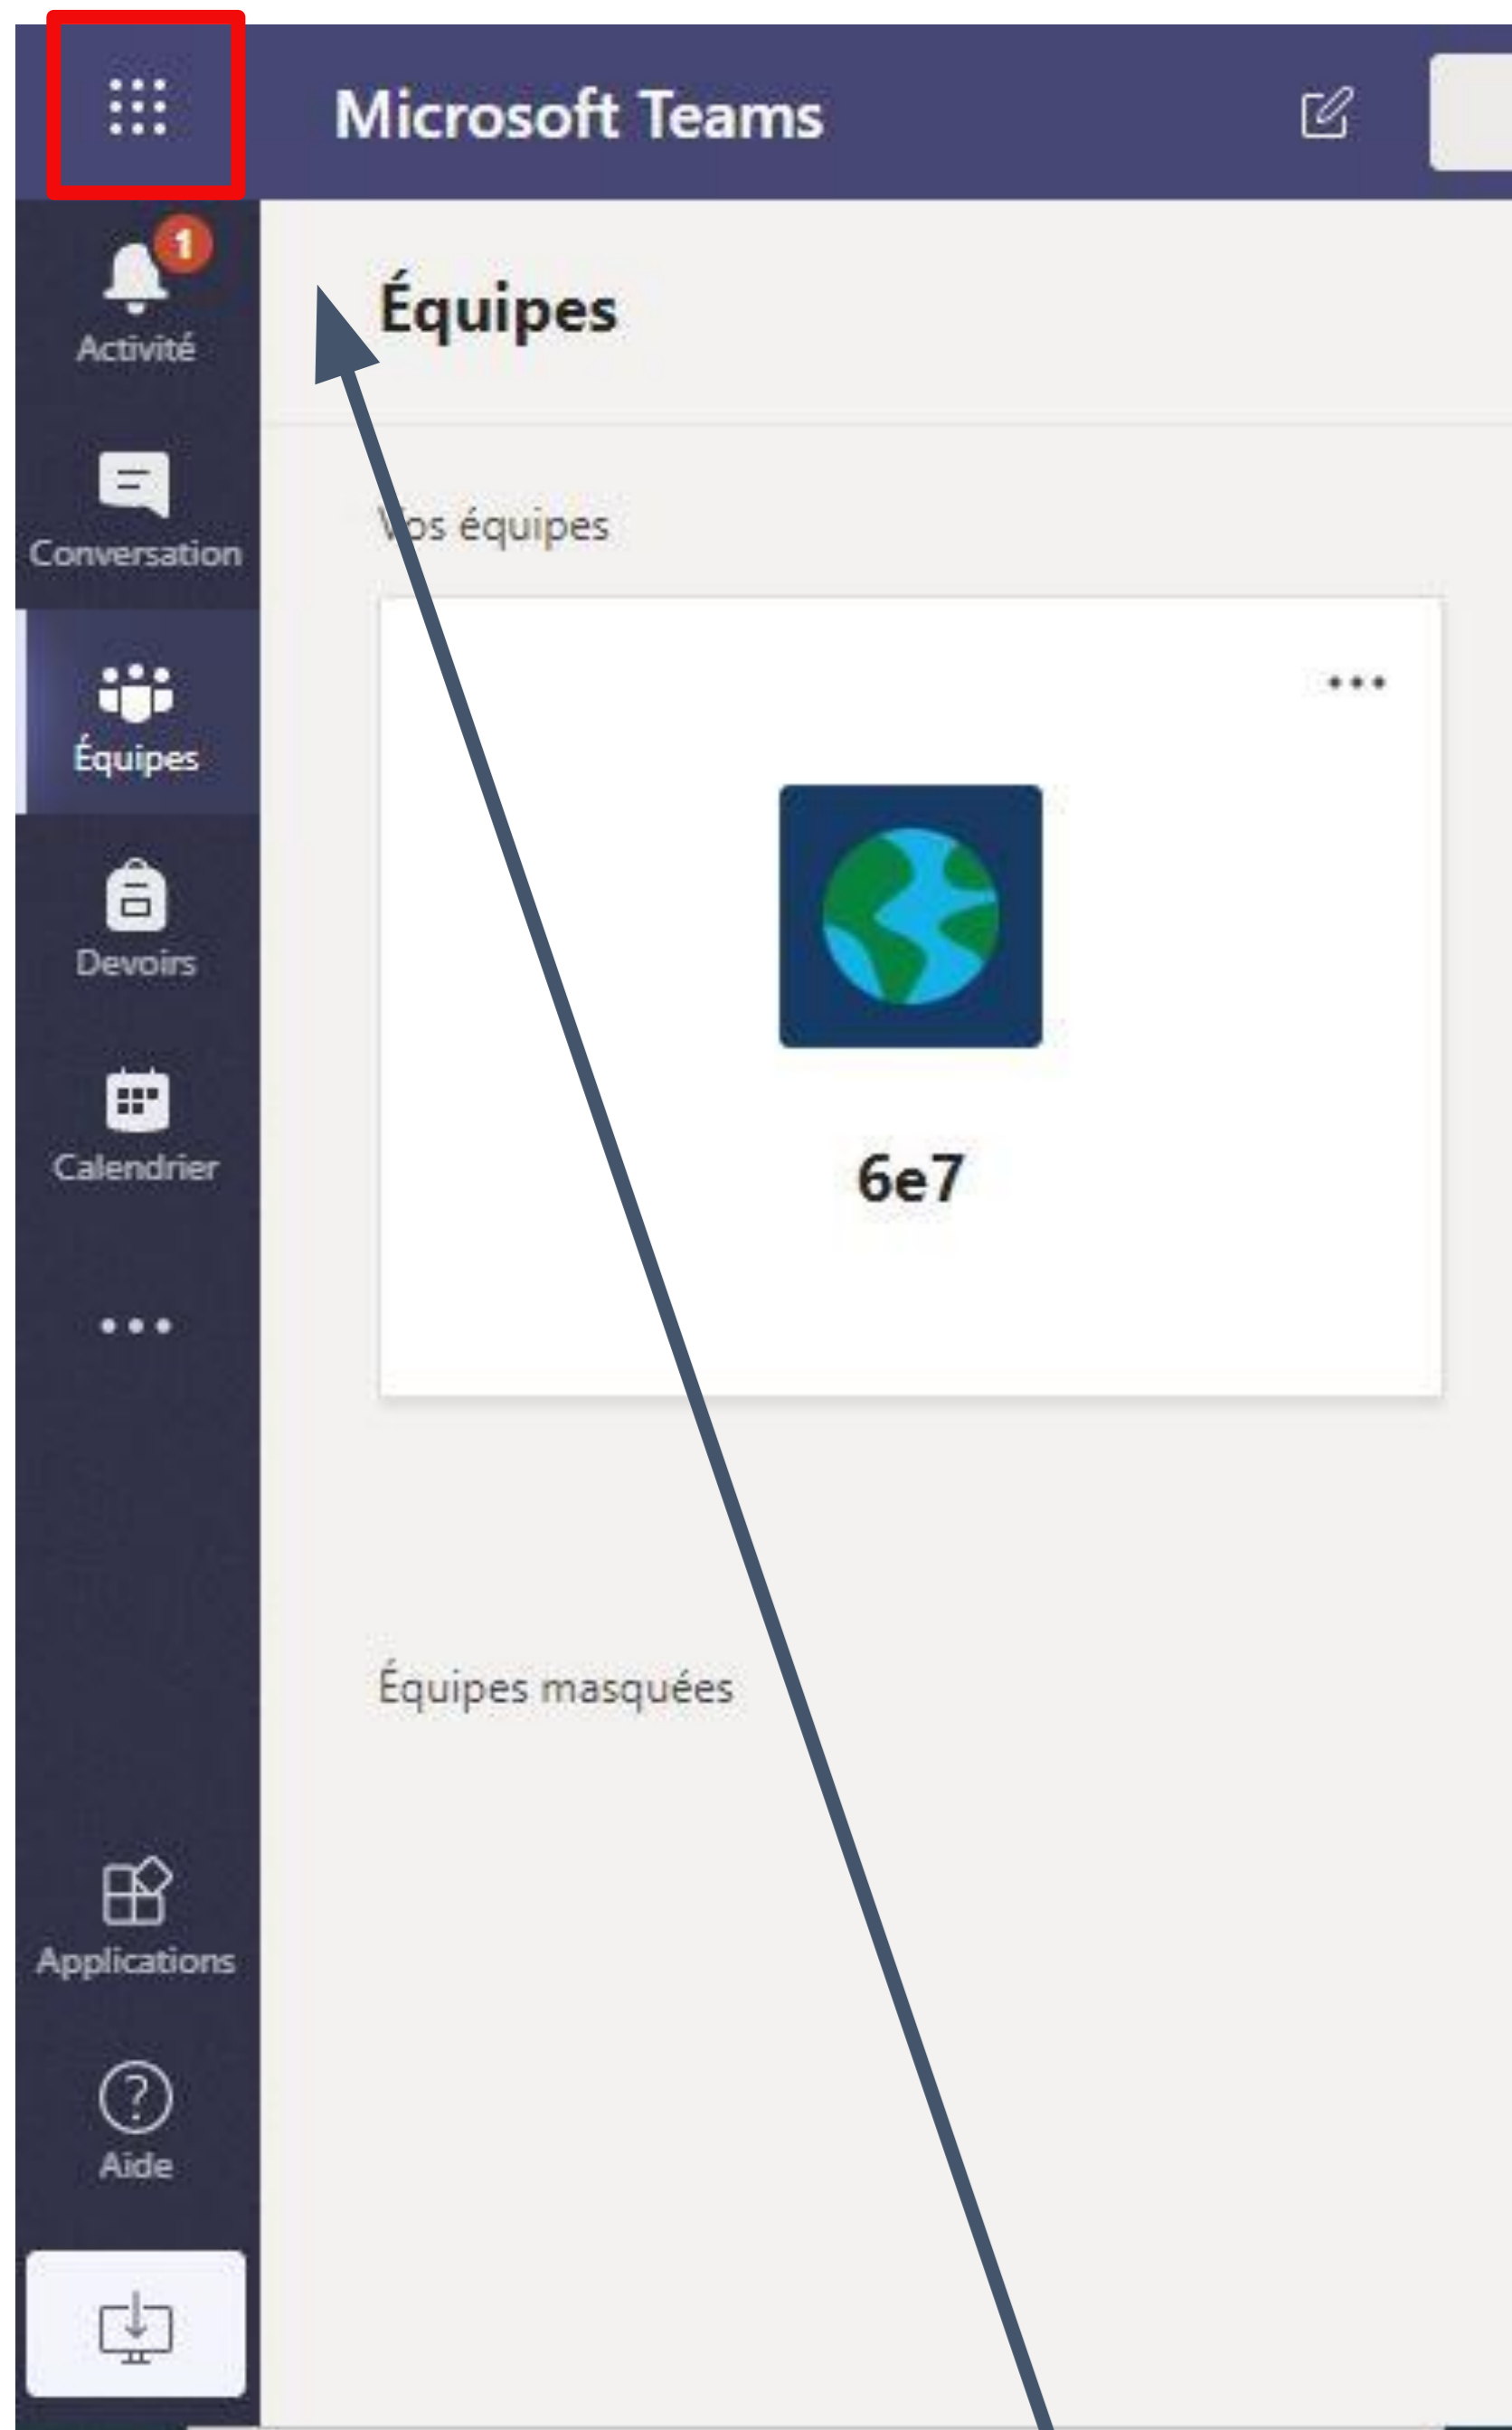 Microsoft Teams
1
Activité
Conversation
Équipes
Devoirs
Calendrier
Applications
Aide
Équipes
Vos équipes
6e7
Équipes masquées